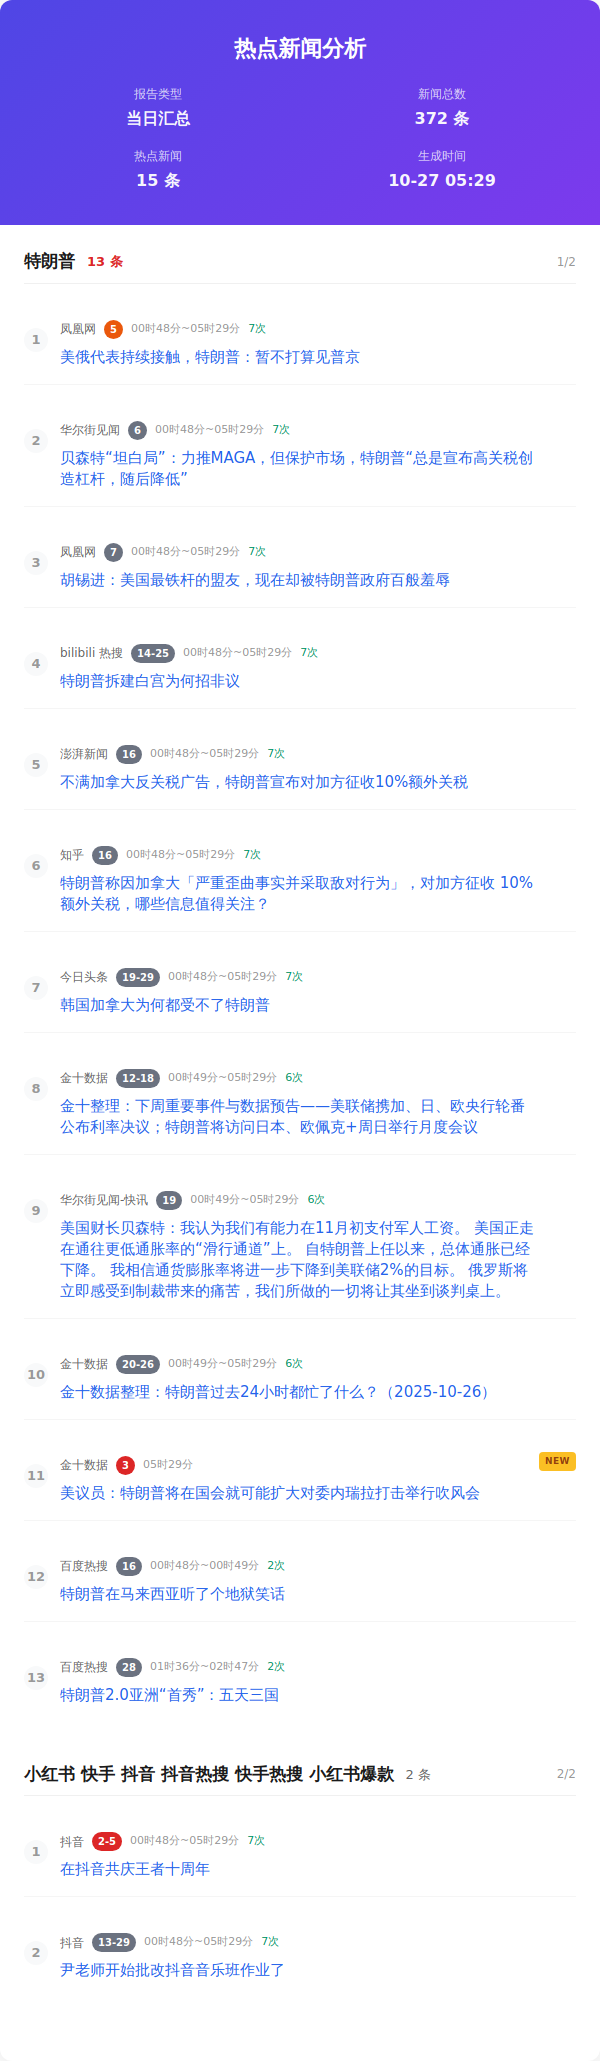 热点新闻分析
报告类型
新闻总数
当日汇总
372 条
热点新闻
生成时间
15 条
10-27 05:29
特朗普 13 条 1/2
1 凤凰网 5 00时48分~05时29分 7次
美俄代表持续接触，特朗普：暂不打算见普京
2 华尔街见闻 6 00时48分~05时29分 7次
贝森特“坦白局”：力推MAGA，但保护市场，特朗普“总是宣布高关税创
造杠杆，随后降低”
3 凤凰网 7 00时48分~05时29分 7次
胡锡进：美国最铁杆的盟友，现在却被特朗普政府百般羞辱
4 bilibili 热搜 14-25 00时48分~05时29分 7次
特朗普拆建白宫为何招非议
5 澎湃新闻 16 00时48分~05时29分 7次
不满加拿大反关税广告，特朗普宣布对加方征收10%额外关税
6 知乎 16 00时48分~05时29分 7次
特朗普称因加拿大「严重歪曲事实并采取敌对行为」，对加方征收 10%
额外关税，哪些信息值得关注？
7 今日头条 19-29 00时48分~05时29分 7次
韩国加拿大为何都受不了特朗普
8 金十数据 12-18 00时49分~05时29分 6次
金十整理：下周重要事件与数据预告——美联储携加、日、欧央行轮番
公布利率决议；特朗普将访问日本、欧佩克+周日举行月度会议
9 华尔街见闻-快讯 19 00时49分~05时29分 6次
美国财长贝森特：我认为我们有能力在11月初支付军人工资。 美国正走
在通往更低通胀率的“滑行通道”上。 自特朗普上任以来，总体通胀已经
下降。 我相信通货膨胀率将进一步下降到美联储2%的目标。 俄罗斯将
立即感受到制裁带来的痛苦，我们所做的一切将让其坐到谈判桌上。
10 金十数据 20-26 00时49分~05时29分 6次
金十数据整理：特朗普过去24小时都忙了什么？（2025-10-26）
11 金十数据 3 05时29分 NEW
美议员：特朗普将在国会就可能扩大对委内瑞拉打击举行吹风会
12 百度热搜 16 00时48分~00时49分 2次
特朗普在马来西亚听了个地狱笑话
13 百度热搜 28 01时36分~02时47分 2次
特朗普2.0亚洲“首秀”：五天三国
小红书 快手 抖音 抖音热搜 快手热搜 小红书爆款 2 条 2/2
1 抖音 2-5 00时48分~05时29分 7次
在抖音共庆王者十周年
2 抖音 13-29 00时48分~05时29分 7次
尹老师开始批改抖音音乐班作业了